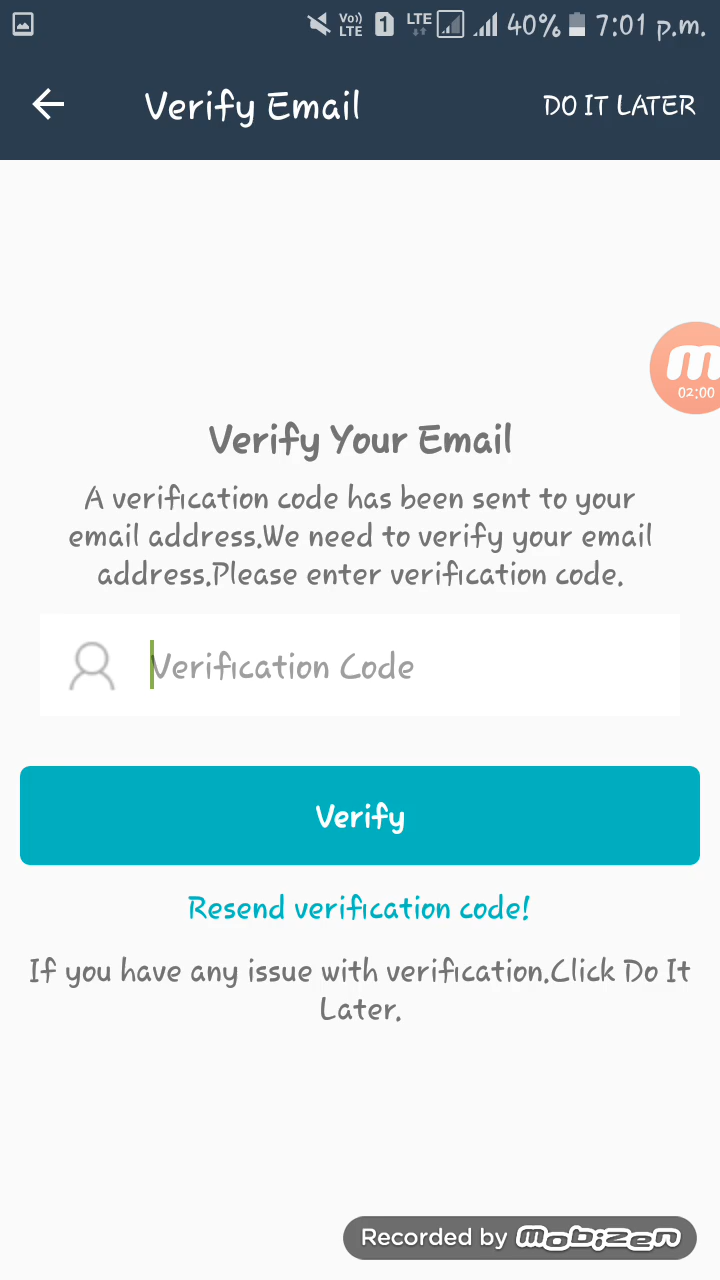 Vo)) LTE 1 LTE 40% 7:01 p.m.
Verify Email DO IT LATER
02:00
Verify Your Email
A verification code has been sent to your
email address.We need to verify your email
address.Please enter verification code.
Verification Code
Verify
Resend verification code!
If you have any issue with verification.Click Do It
Later.
Recorded by mobizen